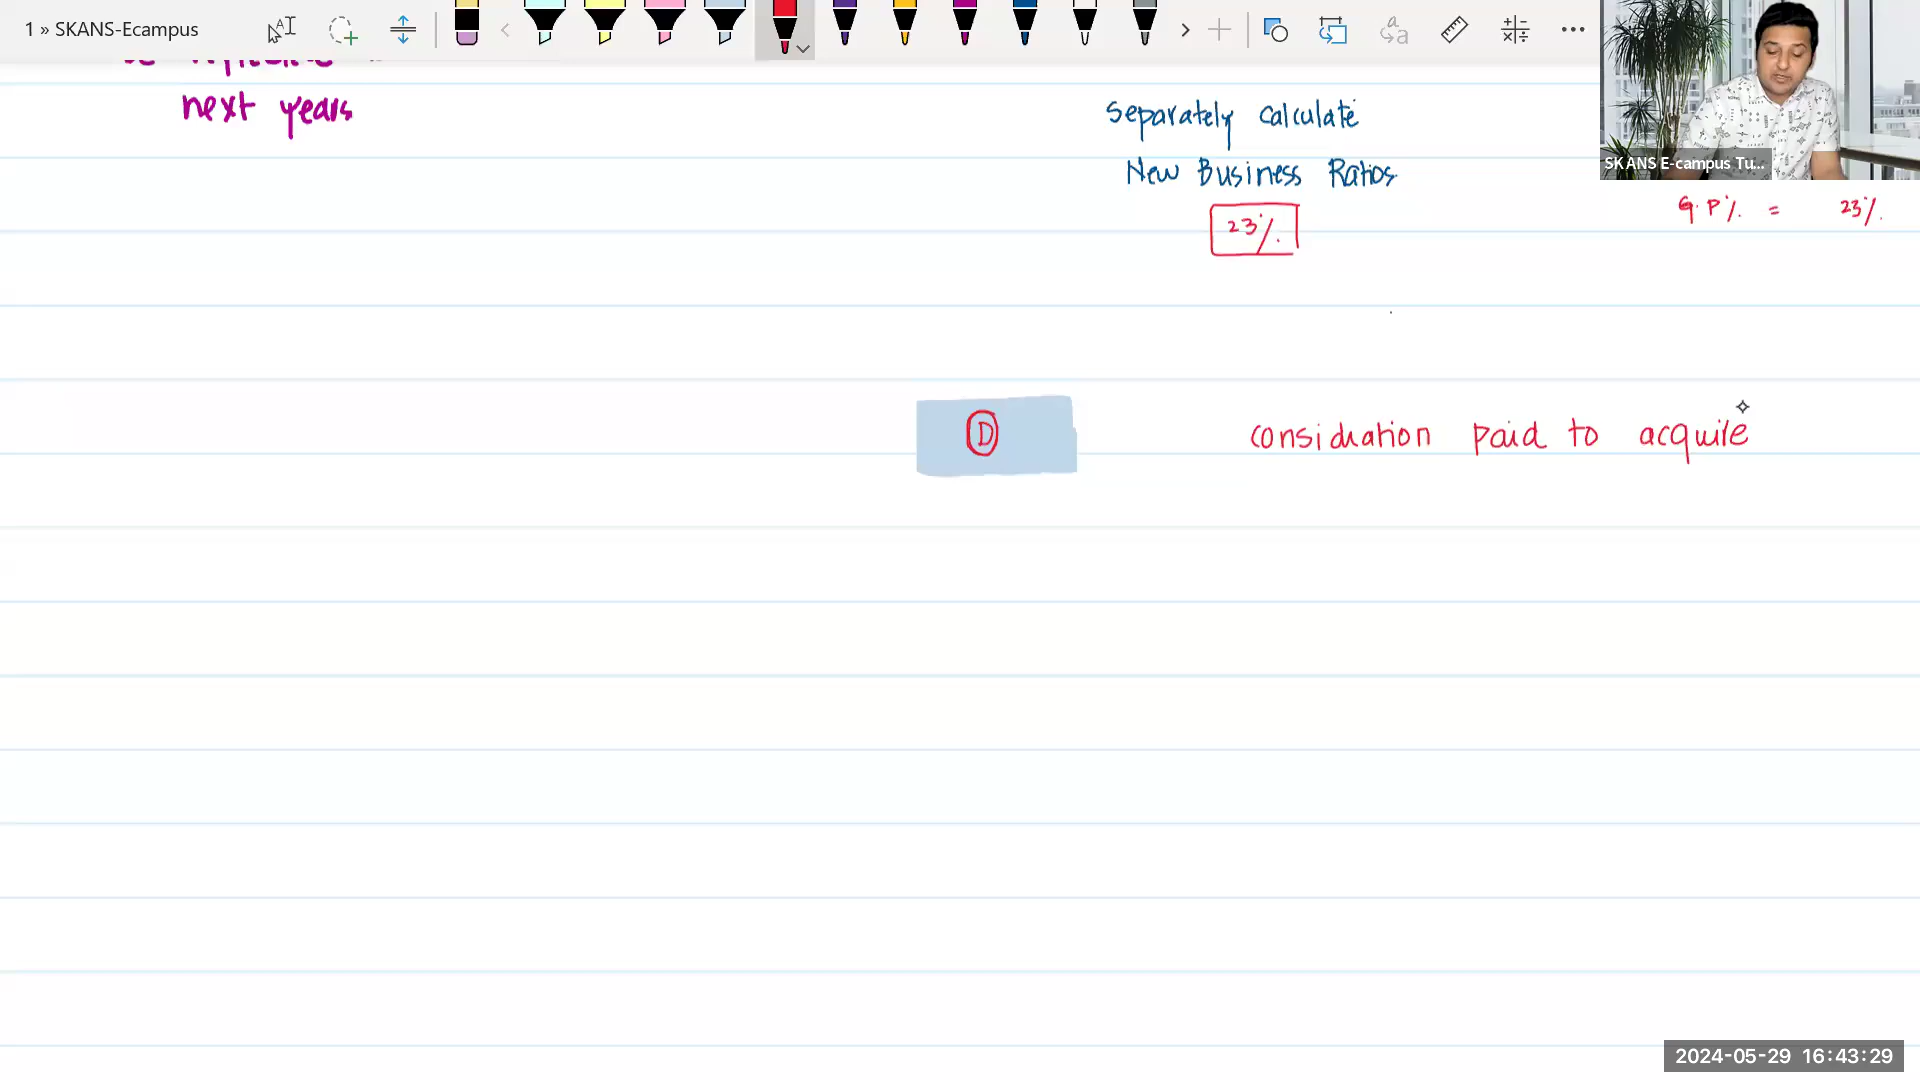 1 » SKANS-Ecampus
next years
Separately calculate
New Business Ratios
23%.
SKANS E-campus Tu...
G.P%. = 23%.
D
consideration paid to acquire
2024-05-29 16:43:29